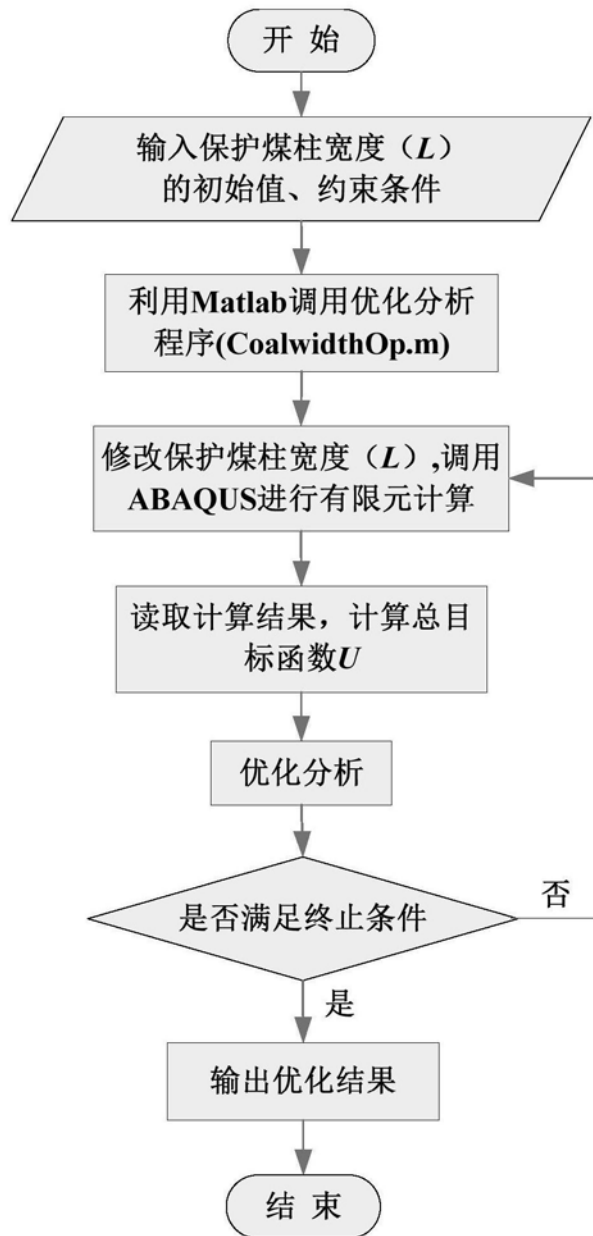 开 始
输入保护煤柱宽度（L）
的初始值、约束条件
利用Matlab调用优化分析
程序(CoalwidthOp.m)
修改保护煤柱宽度（L）,调用
ABAQUS进行有限元计算
读取计算结果，计算总目
标函数U
优化分析
是否满足终止条件
否
是
输出优化结果
结 束